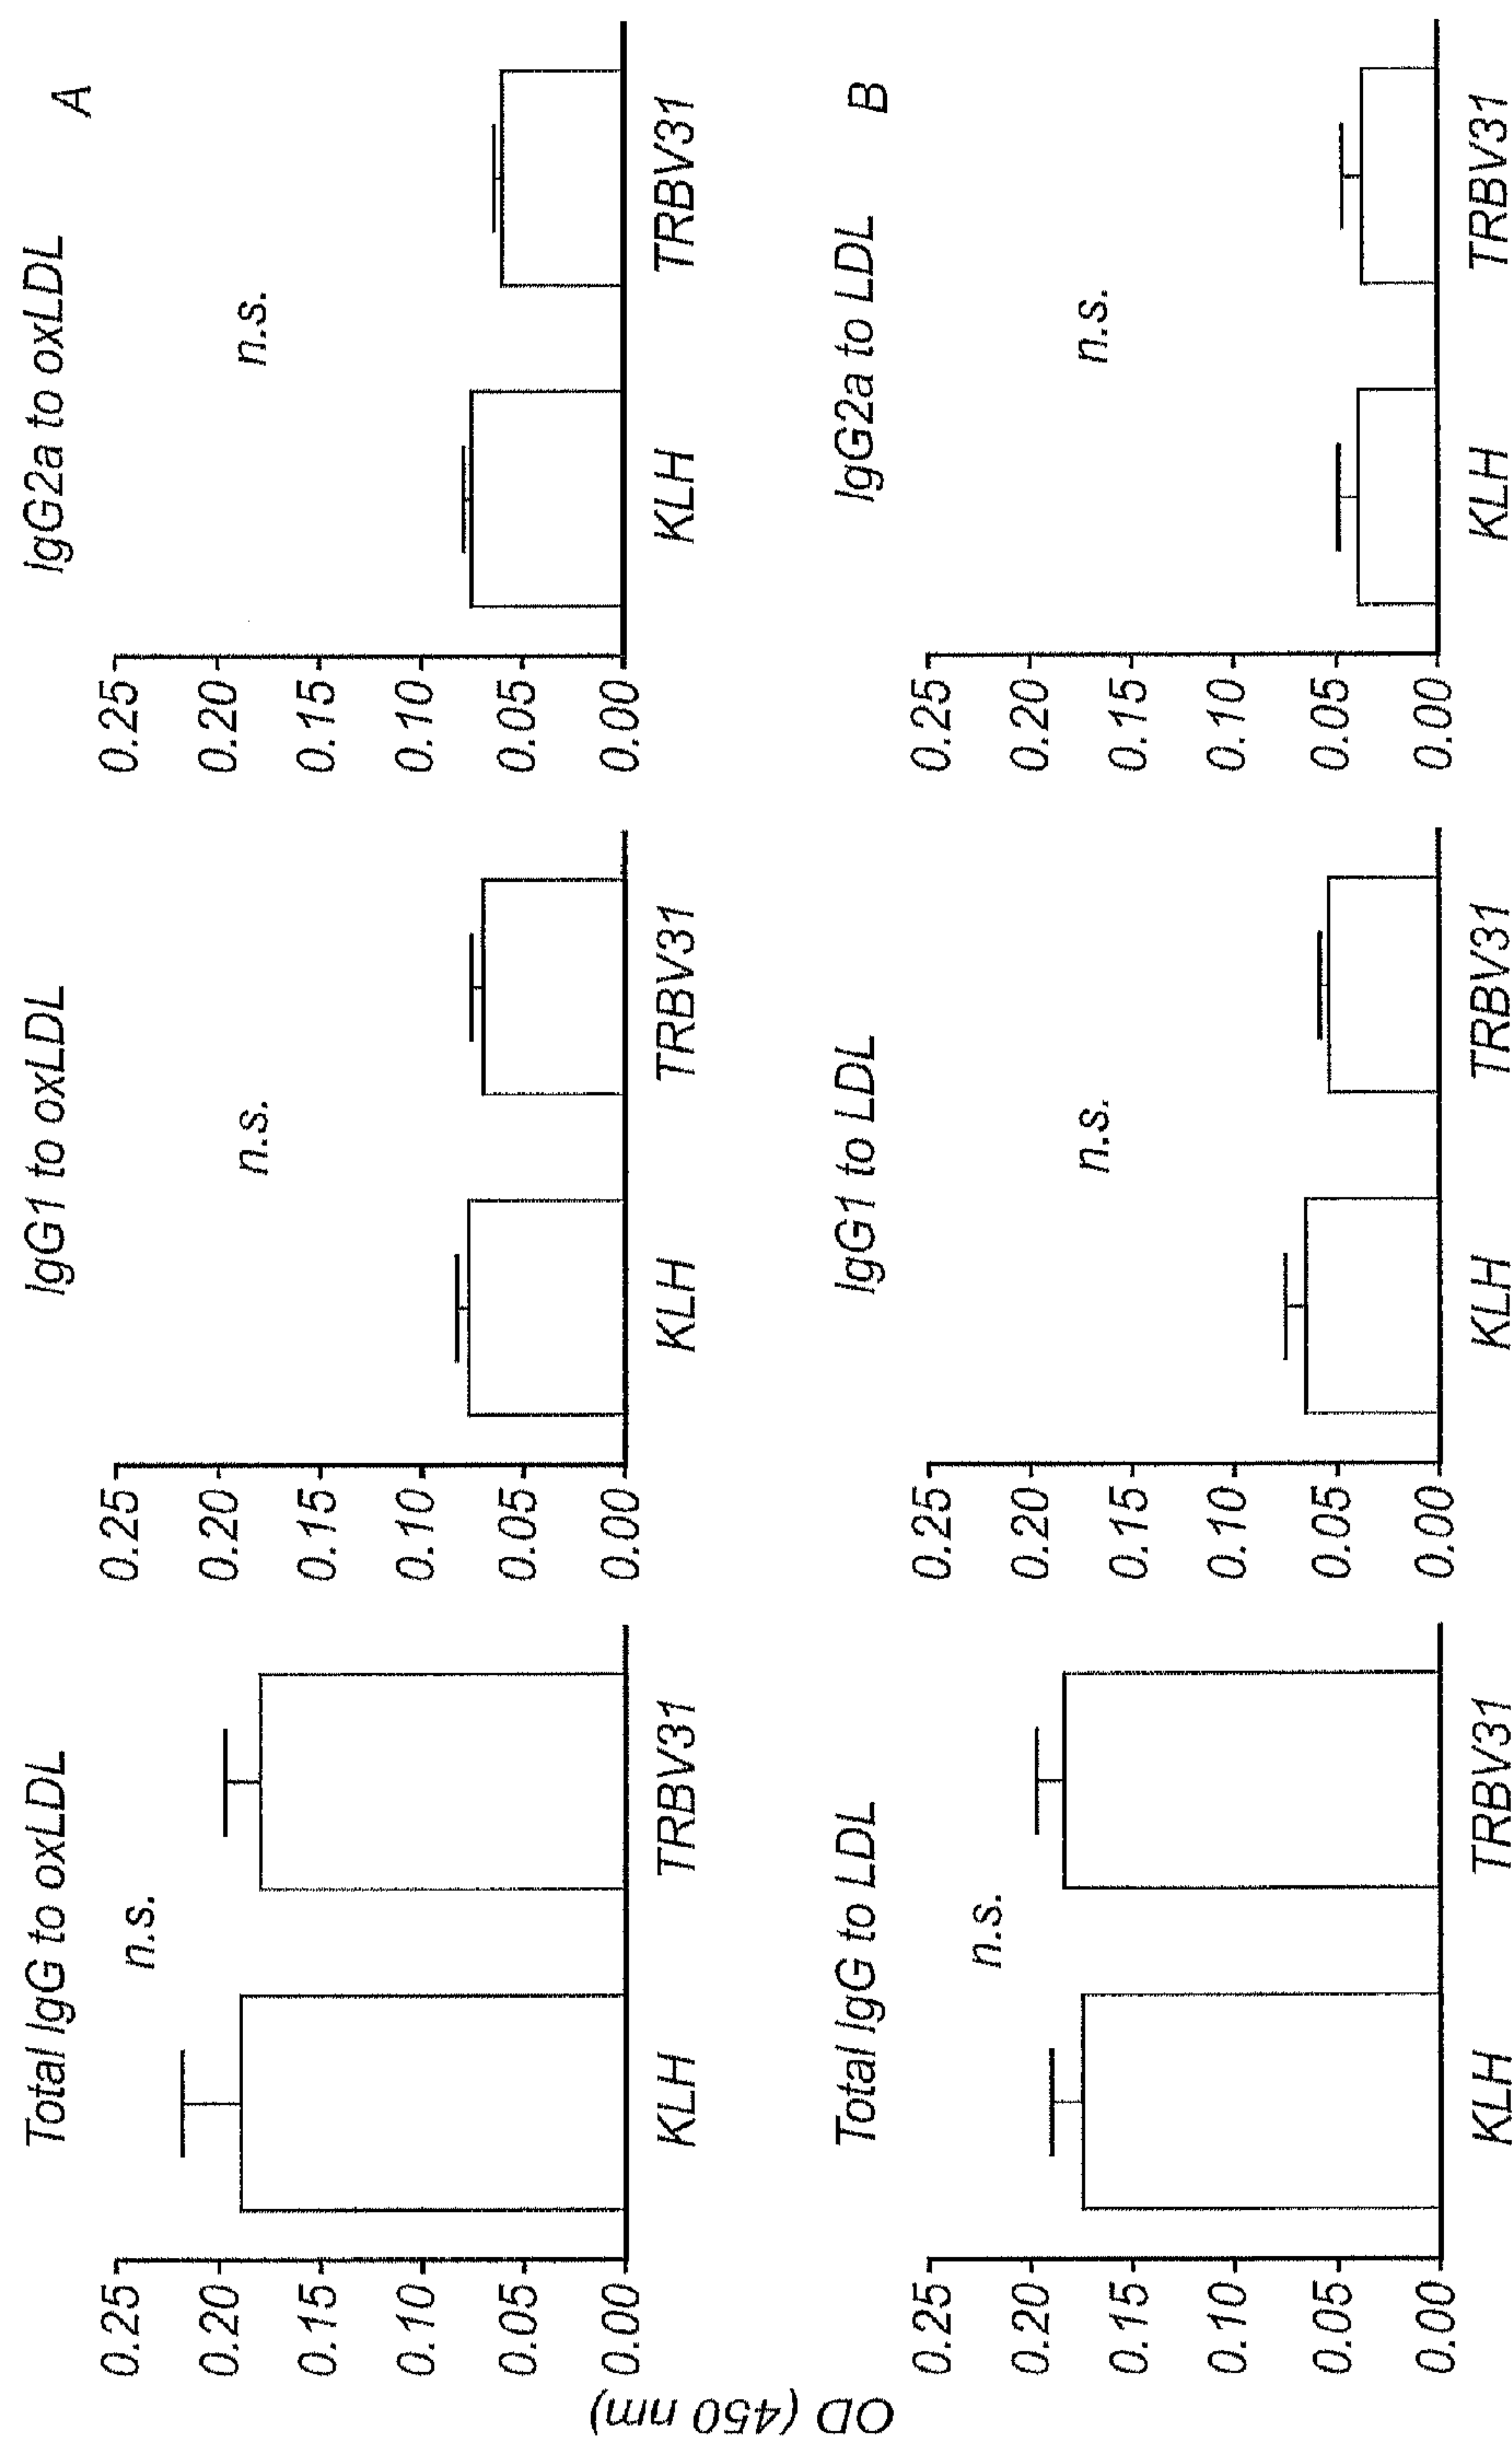 Total IgG to oxLDL
IgG1 to oxLDL
IgG2a to oxLDL
A
0.25
0.20
0.15
0.10
0.05
0.00
n.s.
KLH
TRBV31
0.25
0.20
0.15
0.10
0.05
0.00
n.s.
KLH
TRBV31
0.25
0.20
0.15
0.10
0.05
0.00
n.s.
KLH
TRBV31
OD (450 nm)
Total IgG to LDL
IgG1 to LDL
IgG2a to LDL
B
0.25
0.20
0.15
0.10
0.05
0.00
n.s.
KLH
TRBV31
0.25
0.20
0.15
0.10
0.05
0.00
n.s.
KLH
TRBV31
0.25
0.20
0.15
0.10
0.05
0.00
n.s.
KLH
TRBV31